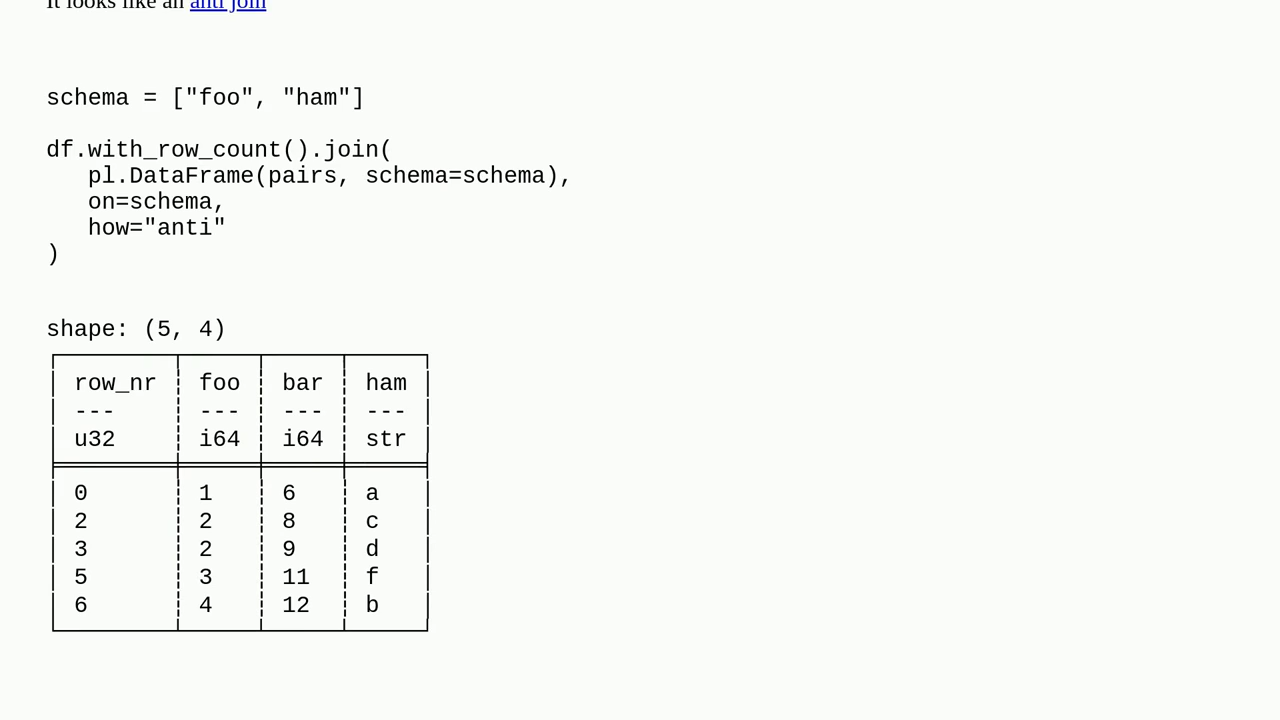 It looks like an anti join
schema = ["foo", "ham"]
df.with_row_count().join(
   pl.DataFrame(pairs, schema=schema),
   on=schema,
   how="anti"
)
shape: (5, 4)
┌────────┬─────┬─────┬─────┐
│ row_nr ┆ foo ┆ bar ┆ ham │
│ ---    ┆ --- ┆ --- ┆ --- │
│ u32    ┆ i64 ┆ i64 ┆ str │
╞════════╪═════╪═════╪═════╡
│ 0      ┆ 1   ┆ 6   ┆ a   │
│ 2      ┆ 2   ┆ 8   ┆ c   │
│ 3      ┆ 2   ┆ 9   ┆ d   │
│ 5      ┆ 3   ┆ 11  ┆ f   │
│ 6      ┆ 4   ┆ 12  ┆ b   │
└────────┴─────┴─────┴─────┘